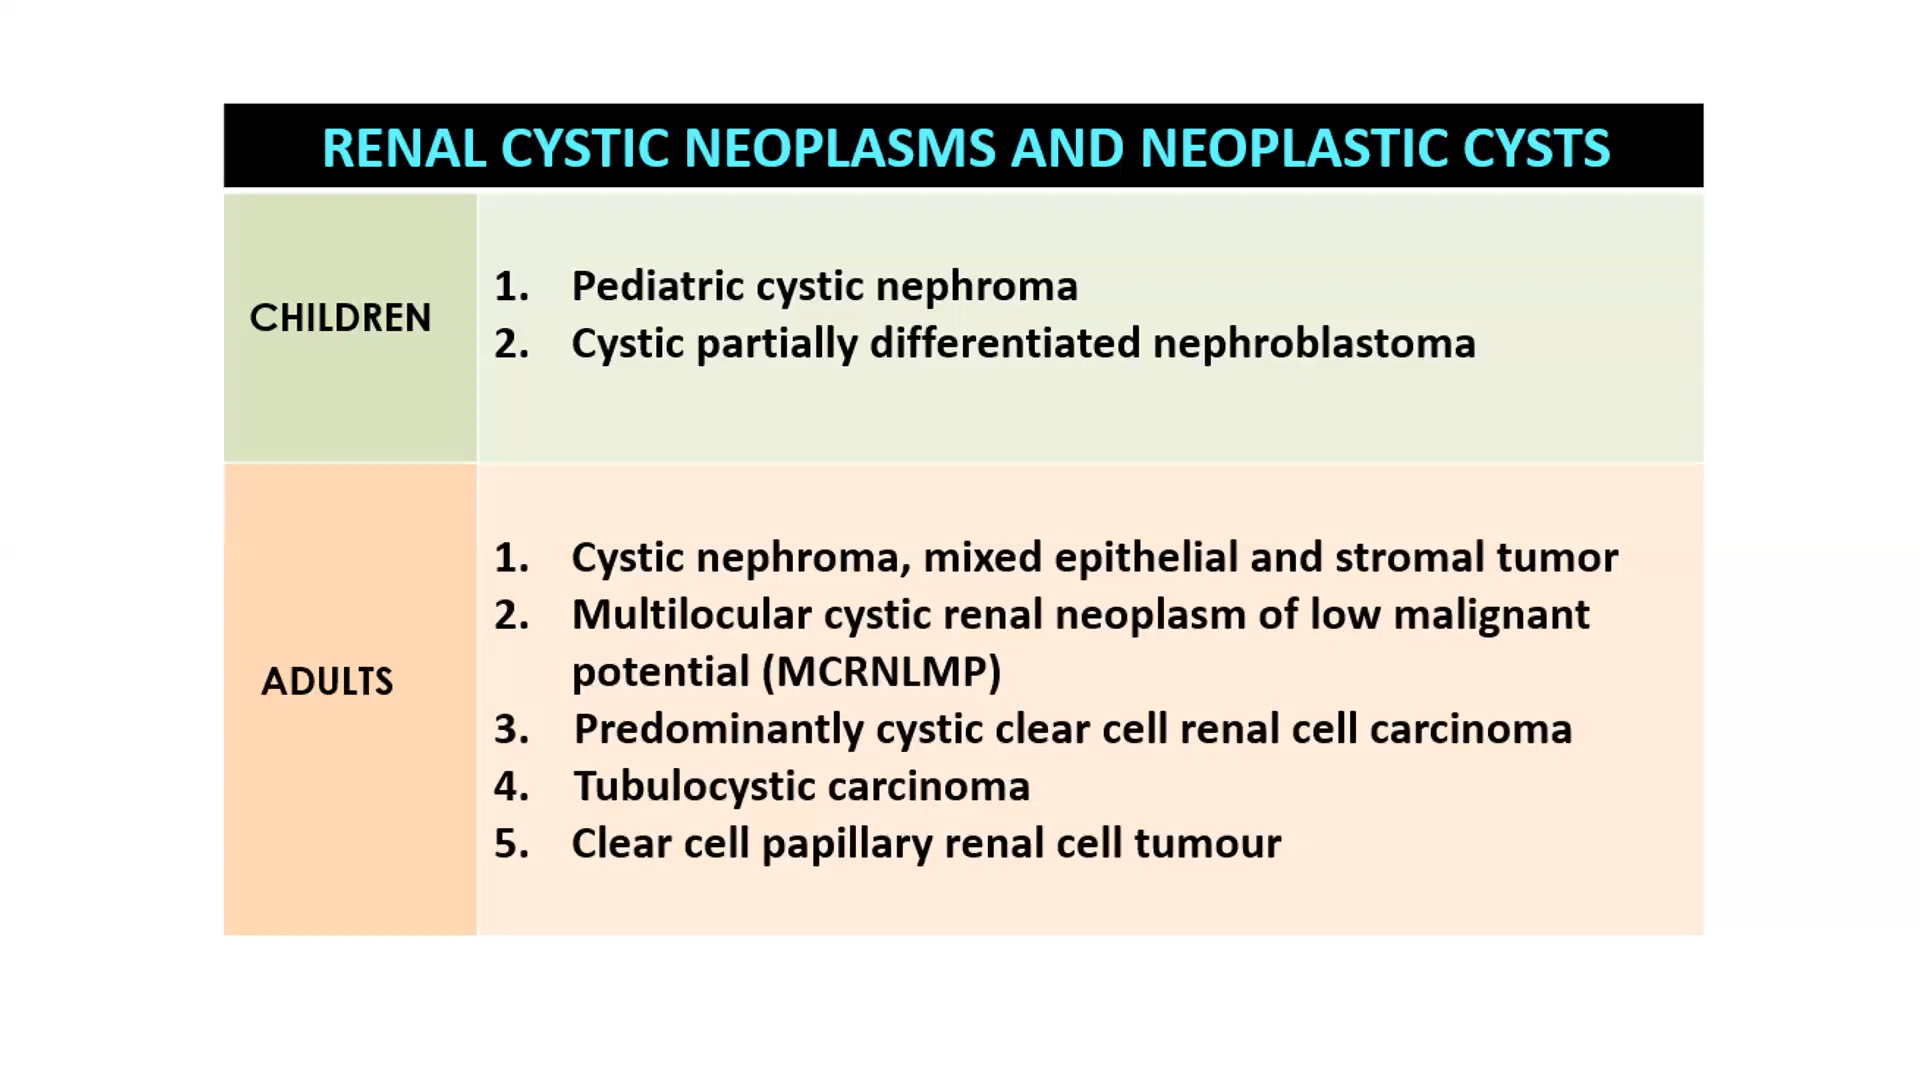 RENAL CYSTIC NEOPLASMS AND NEOPLASTIC CYSTS
CHILDREN
1. Pediatric cystic nephroma
2. Cystic partially differentiated nephroblastoma
ADULTS
1. Cystic nephroma, mixed epithelial and stromal tumor
2. Multilocular cystic renal neoplasm of low malignant
potential (MCRNLMP)
3. Predominantly cystic clear cell renal cell carcinoma
4. Tubulocystic carcinoma
5. Clear cell papillary renal cell tumour